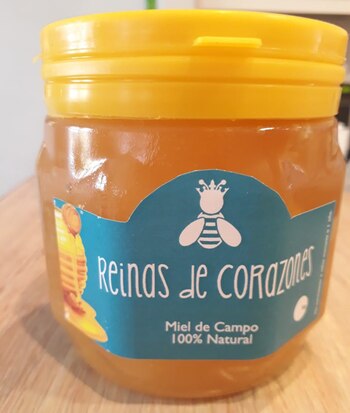 Reinas de CORAZONES
Miel de Campo
100% Natural